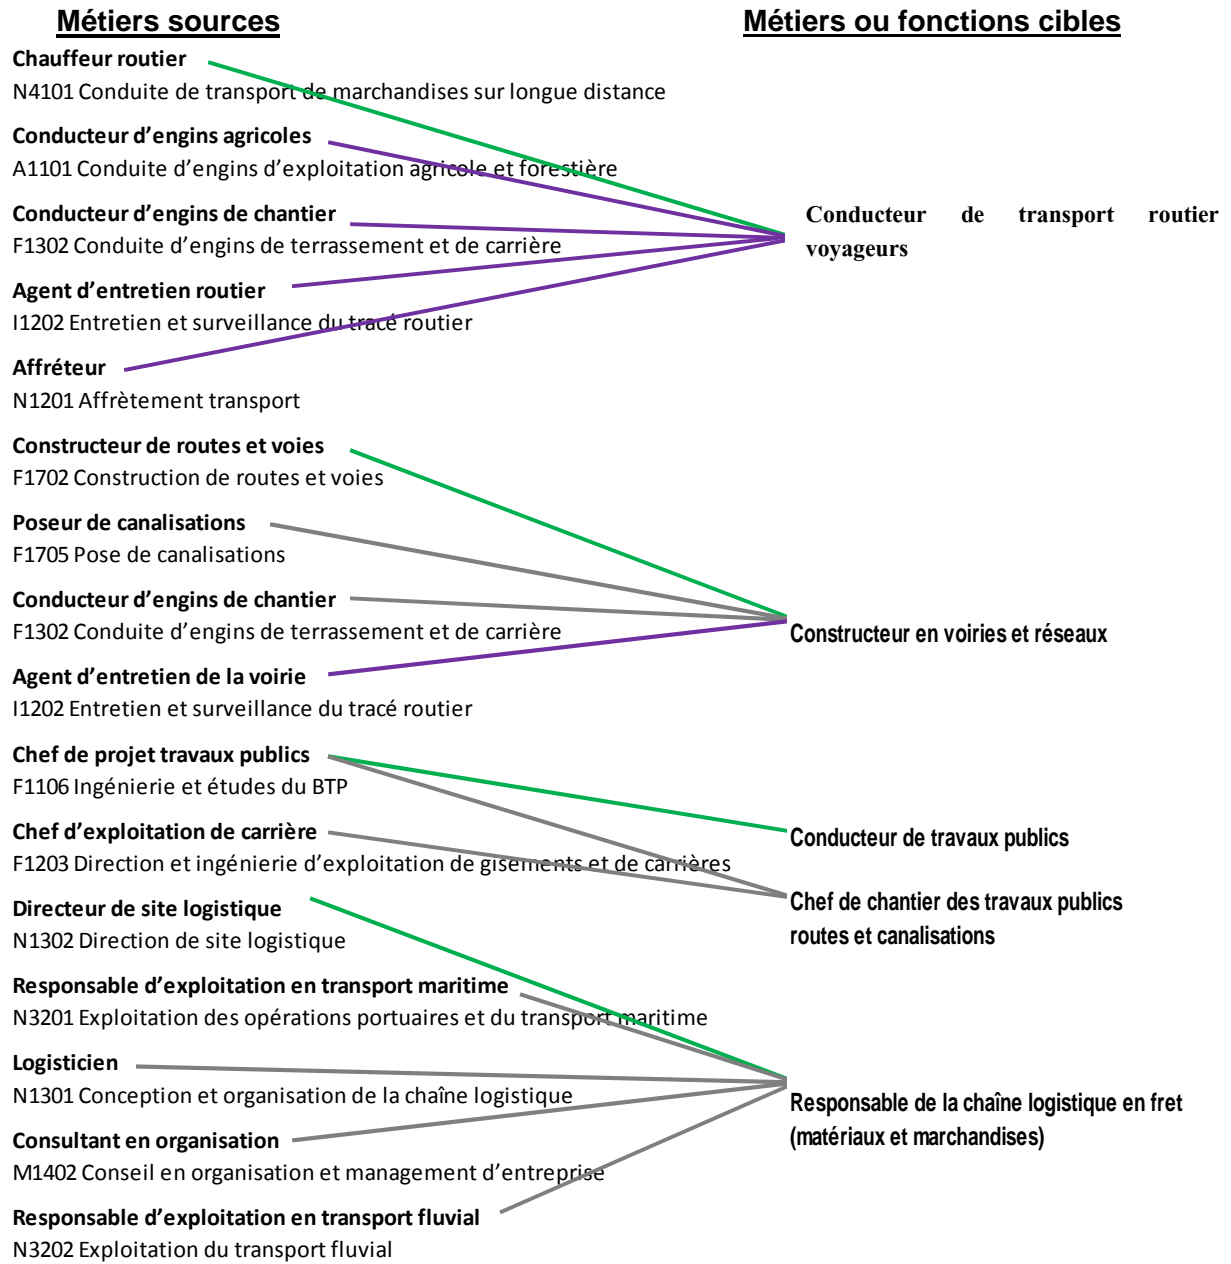 Métiers sources
Métiers ou fonctions cibles
Chauffeur routier
N4101 Conduite de transport de marchandises sur longue distance
Conducteur d’engins agricoles
A1101 Conduite d’engins d’exploitation agricole et forestière
Conducteur d’engins de chantier
F1302 Conduite d’engins de terrassement et de carrière
Agent d’entretien routier
I1202 Entretien et surveillance du tracé routier
Affréteur
N1201 Affrètement transport
Conducteur de transport routier
voyageurs
Constructeur de routes et voies
F1702 Construction de routes et voies
Poseur de canalisations
F1705 Pose de canalisations
Conducteur d’engins de chantier
F1302 Conduite d’engins de terrassement et de carrière
Agent d’entretien de la voirie
I1202 Entretien et surveillance du tracé routier
Constructeur en voiries et réseaux
Chef de projet travaux publics
F1106 Ingénierie et études du BTP
Chef d’exploitation de carrière
F1203 Direction et ingénierie d’exploitation de gisements et de carrières
Conducteur de travaux publics
Chef de chantier des travaux publics
routes et canalisations
Directeur de site logistique
N1302 Direction de site logistique
Responsable d’exploitation en transport maritime
N3201 Exploitation des opérations portuaires et du transport maritime
Logisticien
N1301 Conception et organisation de la chaîne logistique
Consultant en organisation
M1402 Conseil en organisation et management d’entreprise
Responsable d’exploitation en transport fluvial
N3202 Exploitation du transport fluvial
Responsable de la chaîne logistique en fret
(matériaux et marchandises)